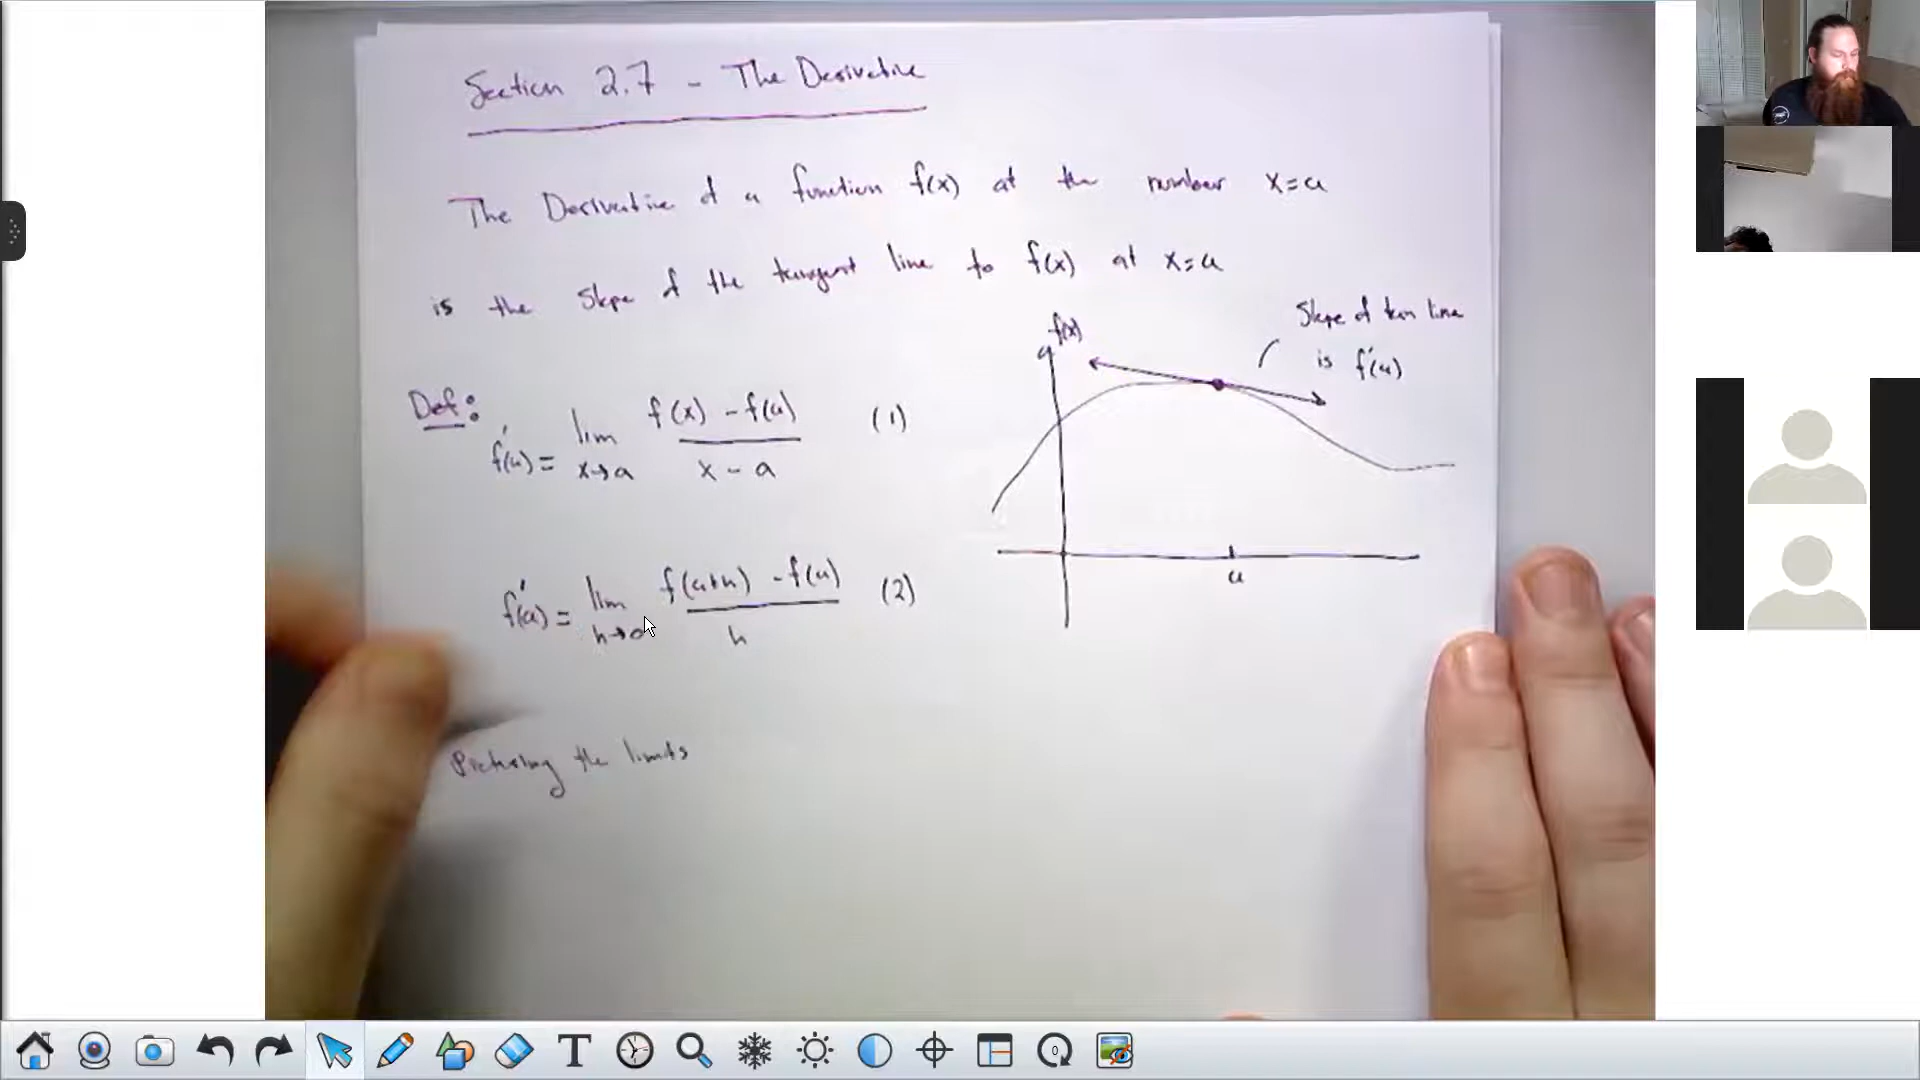 Section 2.7 - The Derivative
The Derivative of a function f(x) at the number x=a
is the slope of the tangent line to f(x) at x=a
f(x)
Slope of tan line
is f'(a)
Def:
f'(a) = lim x→a f(x) - f(a) / x - a (1)
a
f'(a) = lim h→0 f(a+h) - f(a) / h (2)
Picturing the limits
T
0